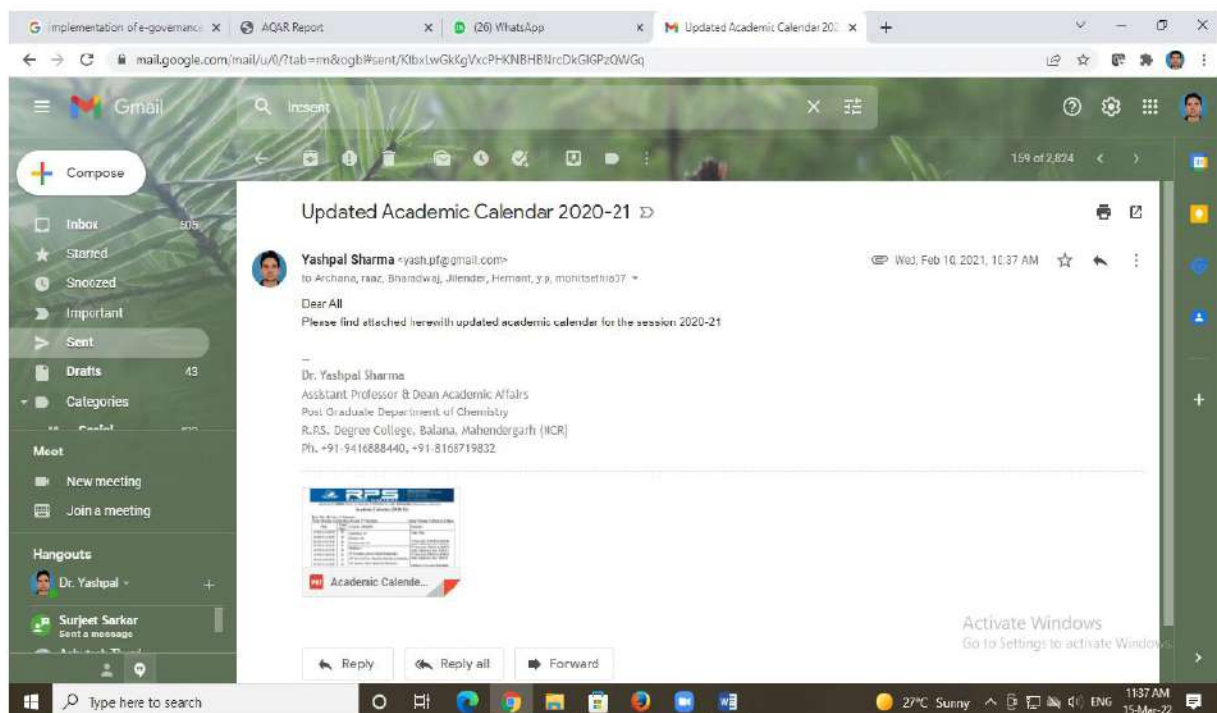 implementation of e-governance
AQAR Report
(26) WhatsApp
Updated Academic Calendar 202
mail.google.com/mail/u/0/?tab=rm&ogbl#sent/
Gmail
in:sent
Compose
159 of 2,824
Inbox 505
Starred
Snoozed
Important
Sent
Drafts 43
Categories
Social
Meet
New meeting
Join a meeting
Hangouts
Dr. Yashpal
Surjeet Sarkar
Sent a message
Updated Academic Calendar 2020-21
Yashpal Sharma <yash.pf@gmail.com>
Wed, Feb 10, 2021, 10:37 AM
to Archana, raaz, Bharadwaj, Jitender, Hemant, y.p, mohitsethia37
Dear All
Please find attached herewith updated academic calendar for the session 2020-21
--
Dr. Yashpal Sharma
Assistant Professor & Dean Academic Affairs
Post Graduate Department of Chemistry
R.P.S. Degree College, Balana, Mahendergarh (NCR)
Ph. +91-9416888440, +91-8168719832
RPS
PDF Academic Calende...
Reply
Reply all
Forward
Activate Windows
Go to Settings to activate Windows.
Type here to search
27°C Sunny
ENG
11:37 AM
15-Mar-22